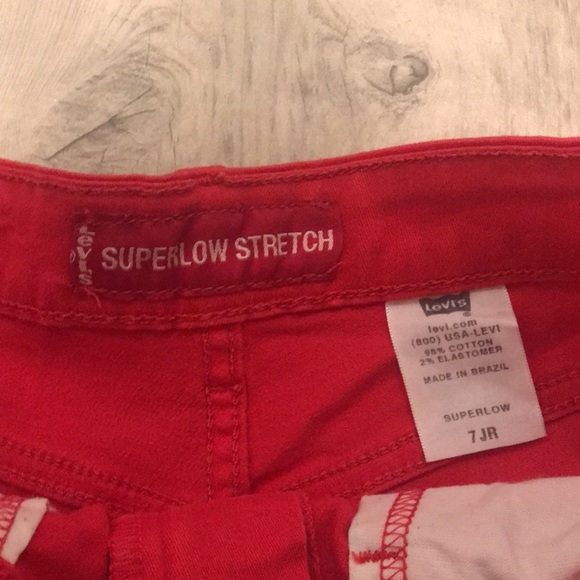 Levi's
SUPERLOW STRETCH
LEVI'S
levi.com
(800) USA-LEVI
98% COTTON
2% ELASTOMER
MADE IN BRAZIL
SUPERLOW
7 JR